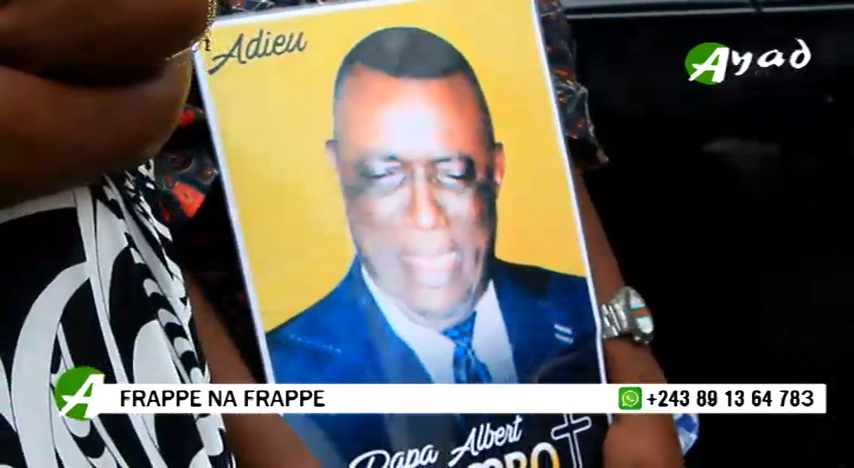 Adieu
Ayad
A
FRAPPE NA FRAPPE
+243 89 13 64 783
Papa Albert